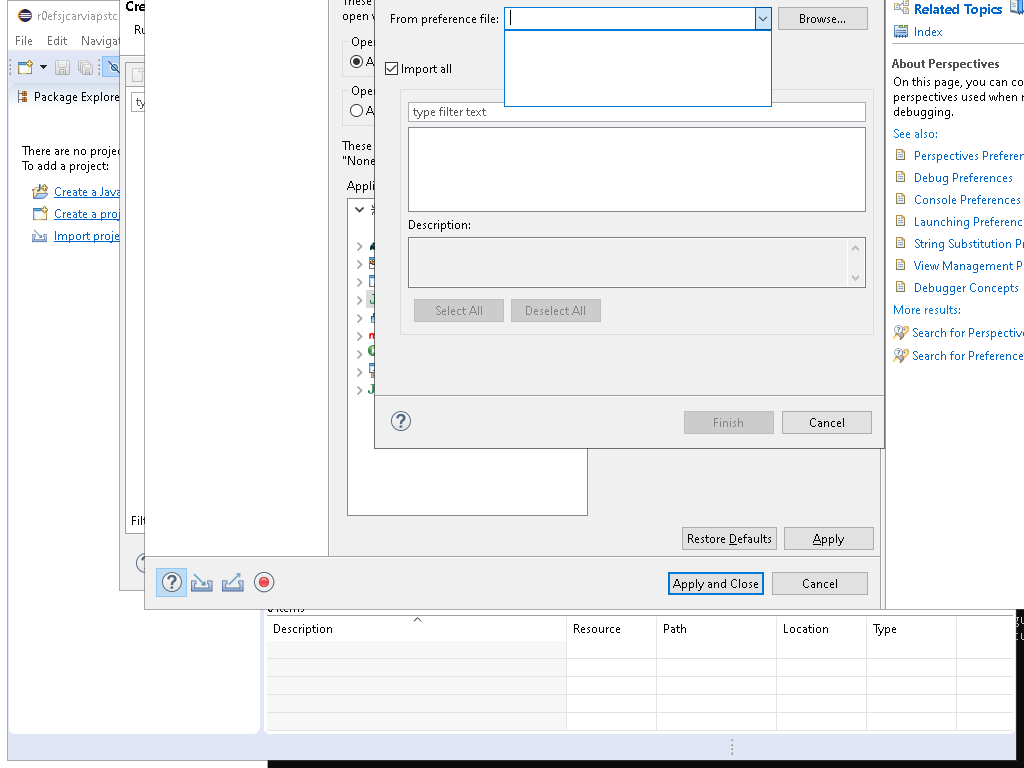 r0efsjcarviapstc
File Edit Navigat
Package Explore
There are no projec
To add a project:
Create a Java
Create a proj
Import proje
Cre
Ru
ty
Filt
These
open w
Open
A
Open
A
These
"None
Appli
From preference file:
Browse...
Import all
type filter text
Description:
Select All
Deselect All
Finish
Cancel
Restore Defaults
Apply
Apply and Close
Cancel
Related Topics
Index
About Perspectives
On this page, you can co
perspectives used when r
debugging.
See also:
Perspectives Preferen
Debug Preferences
Console Preferences
Launching Preferenc
String Substitution Pr
View Management P
Debugger Concepts
More results:
Search for Perspective
Search for Preference
0 items
Description
Resource
Path
Location
Type